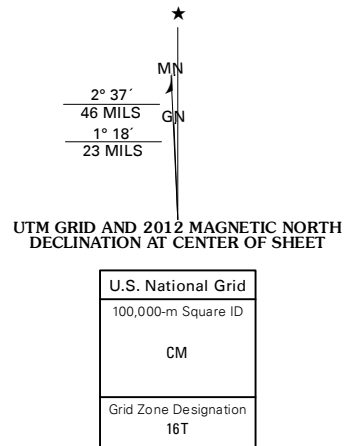 ★
MN
2° 37´
46 MILS
GN
1° 18´
23 MILS
UTM GRID AND 2012 MAGNETIC NORTH
DECLINATION AT CENTER OF SHEET
U.S. National Grid
100,000-m Square ID
CM
Grid Zone Designation
16T